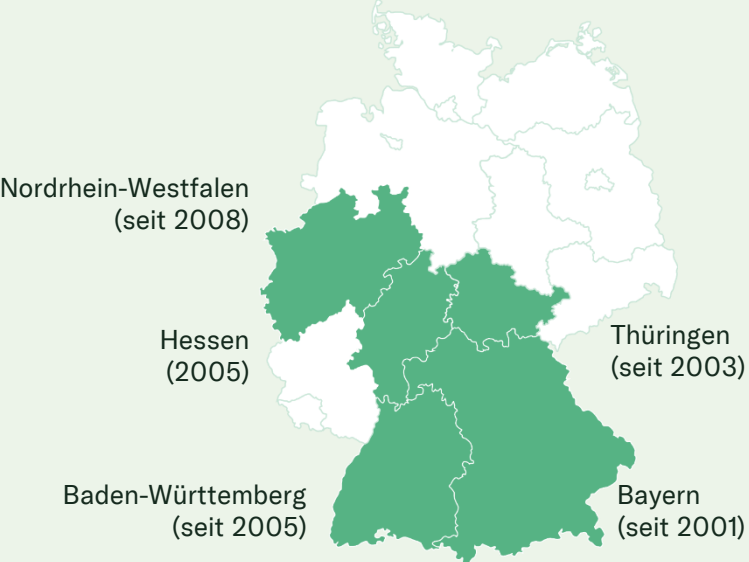 Nordrhein-Westfalen
(seit 2008)
Hessen
(2005)
Thüringen
(seit 2003)
Baden-Württemberg
(seit 2005)
Bayern
(seit 2001)